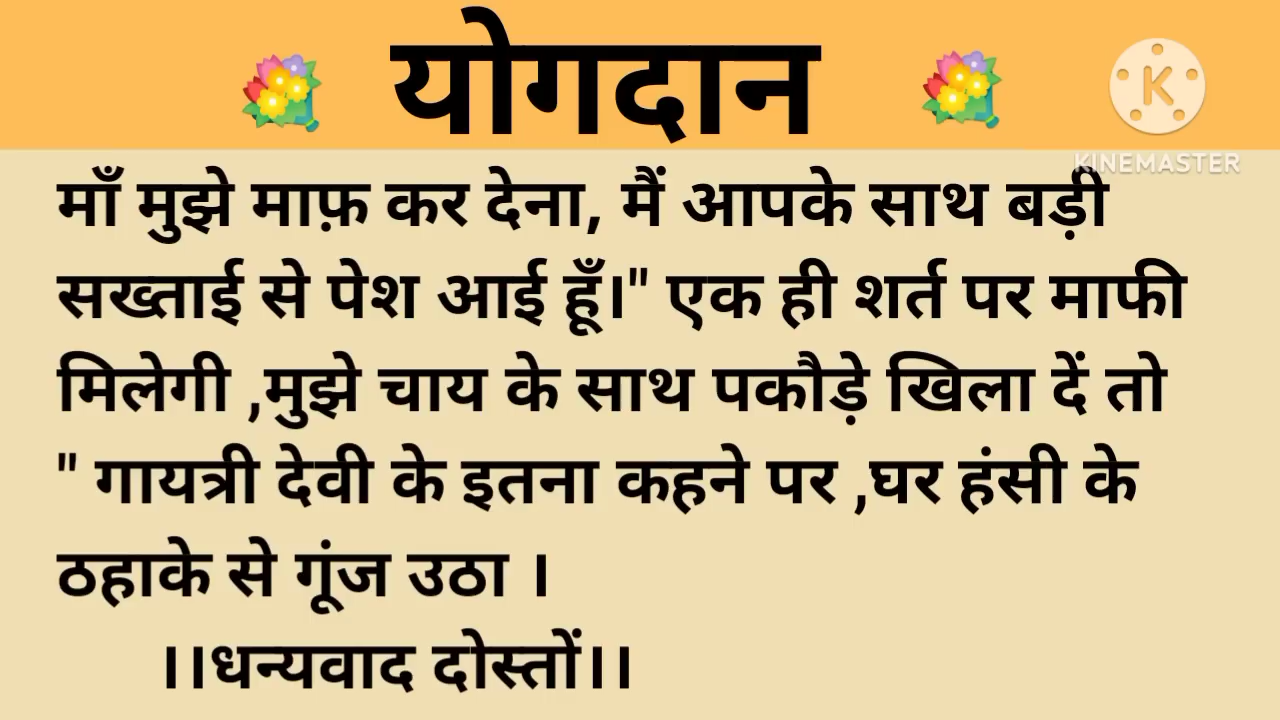 योगदान
K
KINEMASTER
माँ मुझे माफ़ कर देना, मैं आपके साथ बड़ी
सख्ताई से पेश आई हूँ।" एक ही शर्त पर माफी
मिलेगी ,मुझे चाय के साथ पकौड़े खिला दें तो
" गायत्री देवी के इतना कहने पर ,घर हंसी के
ठहाके से गूंज उठा ।
।।धन्यवाद दोस्तों।।